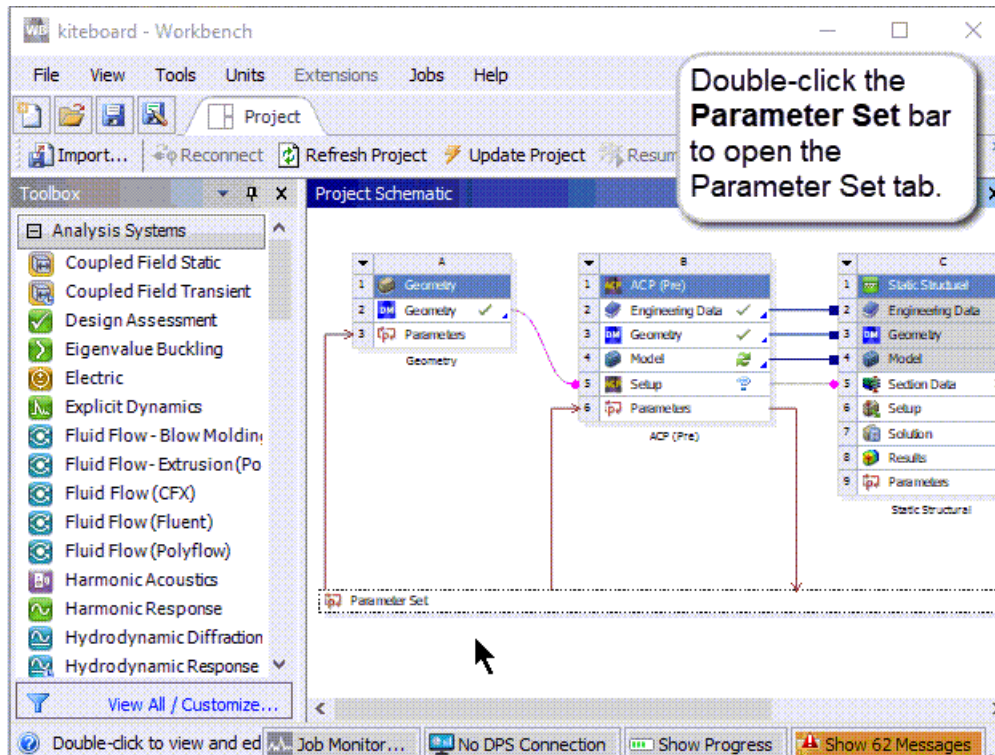 kiteboard - Workbench
File View Tools Units Extensions Jobs Help
Double-click the
Parameter Set bar
to open the
Parameter Set tab.
Project
Import... Reconnect Refresh Project Update Project Resum
Toolbox
Analysis Systems
Coupled Field Static
Coupled Field Transient
Design Assessment
Eigenvalue Buckling
Electric
Explicit Dynamics
Fluid Flow - Blow Molding
Fluid Flow- Extrusion (Po
Fluid Flow (CFX)
Fluid Flow (Fluent)
Fluid Flow (Polyflow)
Harmonic Acoustics
Harmonic Response
Hydrodynamic Diffraction
Hydrodynamic Response
View All / Customize...
Project Schematic
A
1 Geometry
2 DM Geometry
3 Parameters
Geometry
B
1 ACP (Pre)
2 Engineering Data
3 DM Geometry
4 Model
5 Setup
6 Parameters
ACP (Pre)
C
1 Static Structural
2 Engineering Data
3 DM Geometry
4 Model
5 Section Data
6 Setup
7 Solution
8 Results
9 Parameters
Static Structural
Parameter Set
Double-click to view and ed Job Monitor... No DPS Connection Show Progress Show 62 Messages